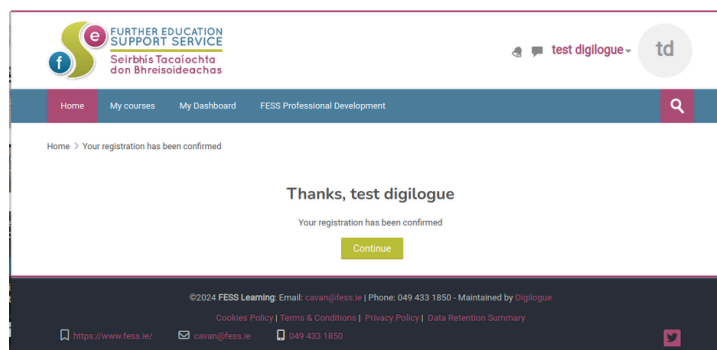 f e
FURTHER EDUCATION
SUPPORT SERVICE
Seirbhís Tacaíochta
don Bhreisoideachas
test digilogue
td
Home My courses My Dashboard FESS Professional Development
Home > Your registration has been confirmed
Thanks, test digilogue
Your registration has been confirmed
Continue
©2024 FESS Learning: Email: cavan@fess.ie | Phone: 049 433 1850 - Maintained by Digilogue
Cookies Policy | Terms & Conditions | Privacy Policy | Data Retention Summary
https://www.fess.ie/ cavan@fess.ie 049 433 1850